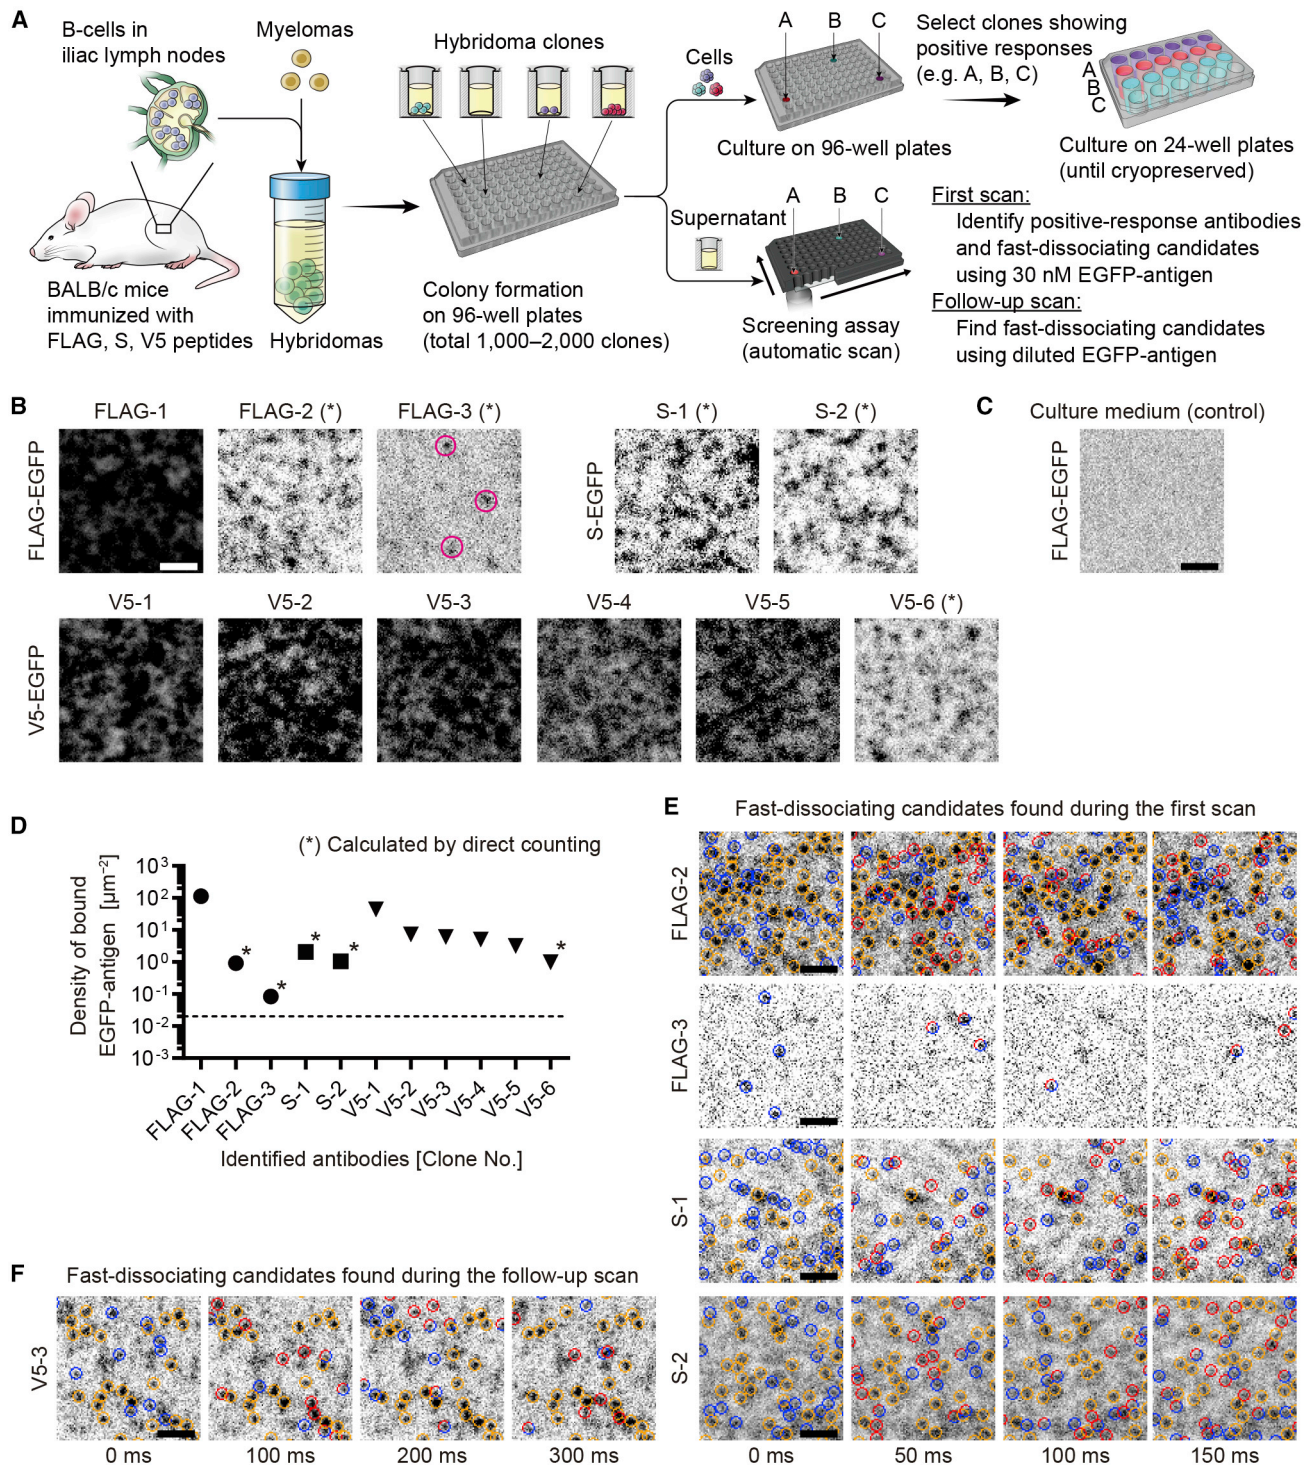 A
B-cells in
iliac lymph nodes
Myelomas
BALB/c mice
immunized with
FLAG, S, V5 peptides
Hybridomas
Hybridoma clones
Colony formation
on 96-well plates
(total 1,000–2,000 clones)
Cells
A B C
Culture on 96-well plates
Select clones showing
positive responses
(e.g. A, B, C)
A
B
C
Culture on 24-well plates
(until cryopreserved)
Supernatant
A B C
Screening assay
(automatic scan)
First scan:
Identify positive-response antibodies
and fast-dissociating candidates
using 30 nM EGFP-antigen
Follow-up scan:
Find fast-dissociating candidates
using diluted EGFP-antigen
B
FLAG-1 FLAG-2 (*) FLAG-3 (*)
FLAG-EGFP
S-1 (*) S-2 (*)
S-EGFP
V5-1 V5-2 V5-3 V5-4 V5-5 V5-6 (*)
V5-EGFP
C
Culture medium (control)
FLAG-EGFP
D
(*) Calculated by direct counting
Density of bound
EGFP-antigen [µm⁻²]
10³
10²
10¹
10⁰
10⁻¹
10⁻²
10⁻³
* * * * *
FLAG-1 FLAG-2 FLAG-3 S-1 S-2 V5-1 V5-2 V5-3 V5-4 V5-5 V5-6
Identified antibodies [Clone No.]
E
Fast-dissociating candidates found during the first scan
FLAG-2
FLAG-3
S-1
S-2
0 ms 50 ms 100 ms 150 ms
F
Fast-dissociating candidates found during the follow-up scan
V5-3
0 ms 100 ms 200 ms 300 ms